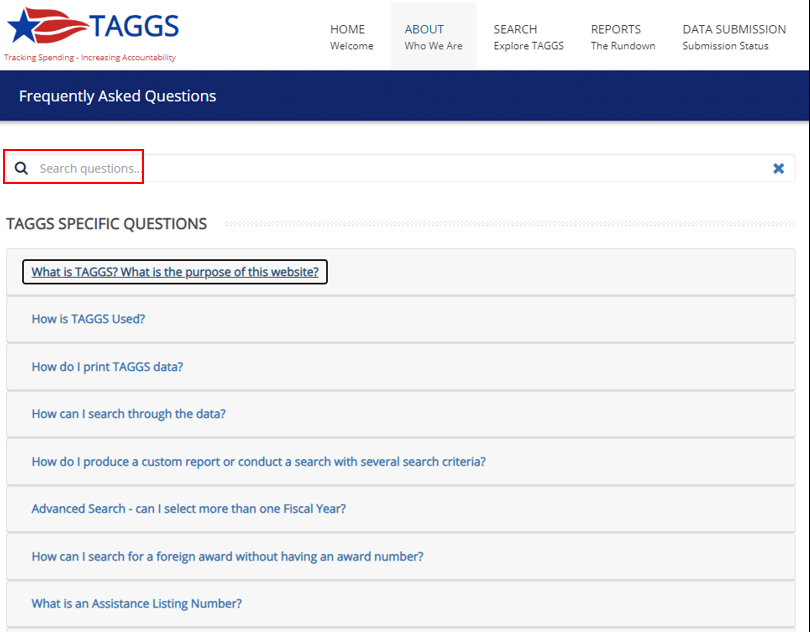 TAGGS
Tracking Spending - Increasing Accountability
HOME
Welcome
ABOUT
Who We Are
SEARCH
Explore TAGGS
REPORTS
The Rundown
DATA SUBMISSION
Submission Status
Frequently Asked Questions
Search questions...
TAGGS SPECIFIC QUESTIONS
What is TAGGS? What is the purpose of this website?
How is TAGGS Used?
How do I print TAGGS data?
How can I search through the data?
How do I produce a custom report or conduct a search with several search criteria?
Advanced Search - can I select more than one Fiscal Year?
How can I search for a foreign award without having an award number?
What is an Assistance Listing Number?